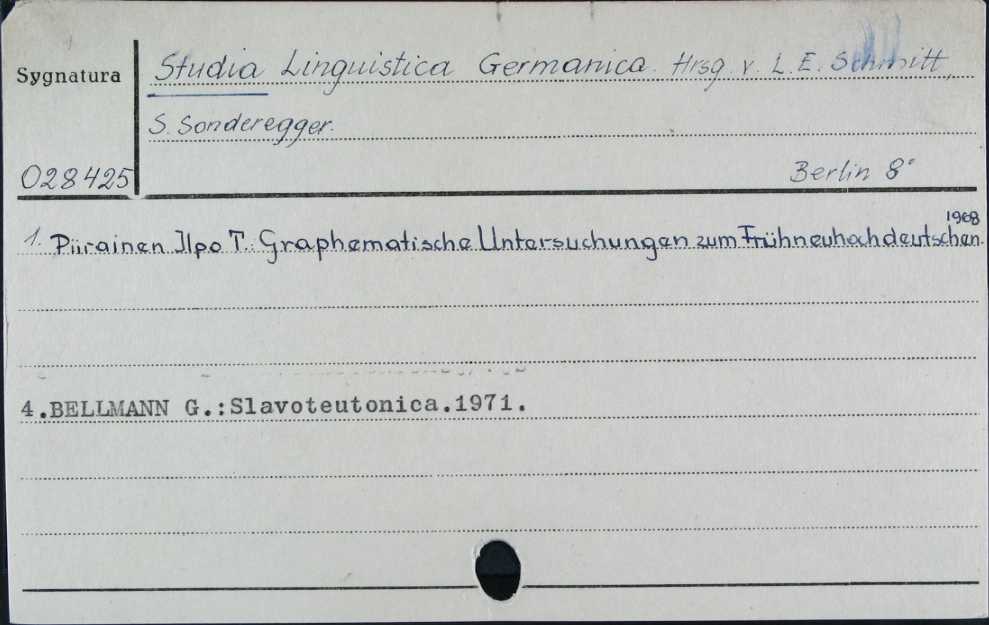 Sygnatura
Studia Linguistica Germanica. Hrsg. v. L. E. Schmitt,
S. Sonderegger.
028425
Berlin 8°
1968
1. Piirainen Ilpo T.: Graphematische Untersuchungen zum Frühneuhochdeutschen.
4.BELLMANN G.:Slavoteutonica.1971.